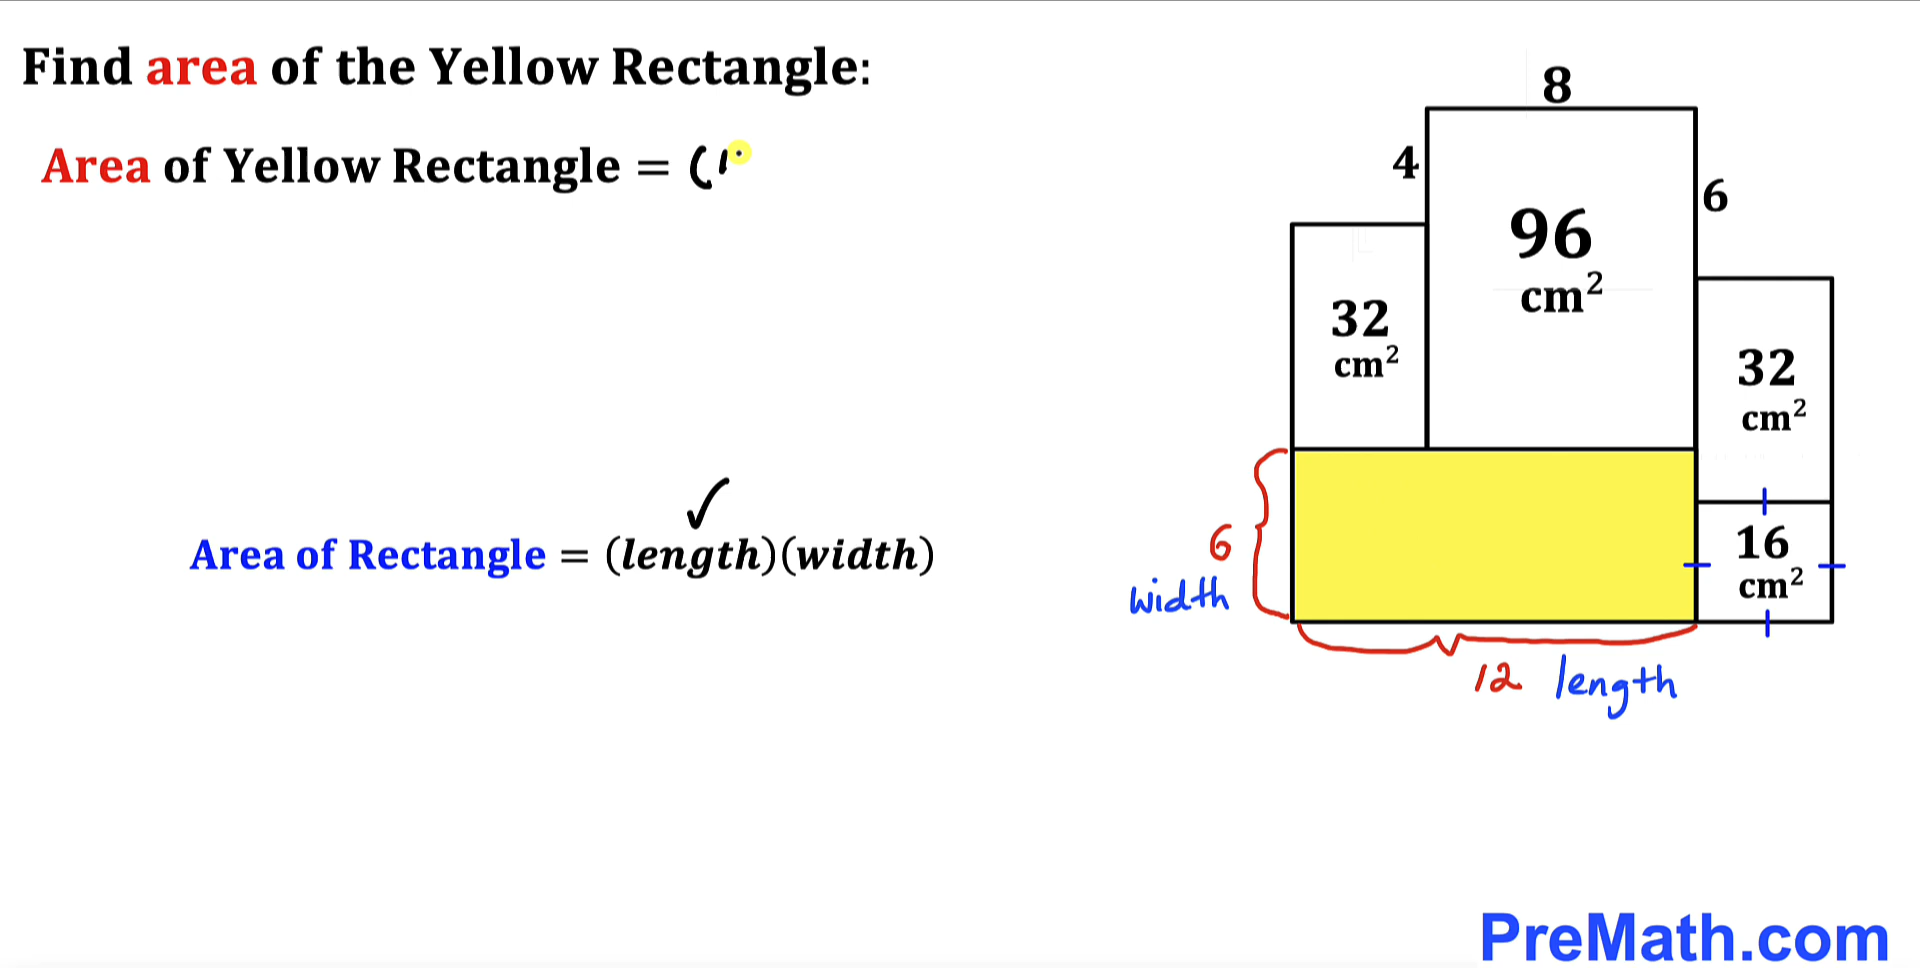 Find area of the Yellow Rectangle:
Area of Yellow Rectangle = (1
8
4
6
96
cm²
32
cm²
32
cm²
✓
Area of Rectangle = (length)(width)
6
width
16
cm²
12 length
PreMath.com